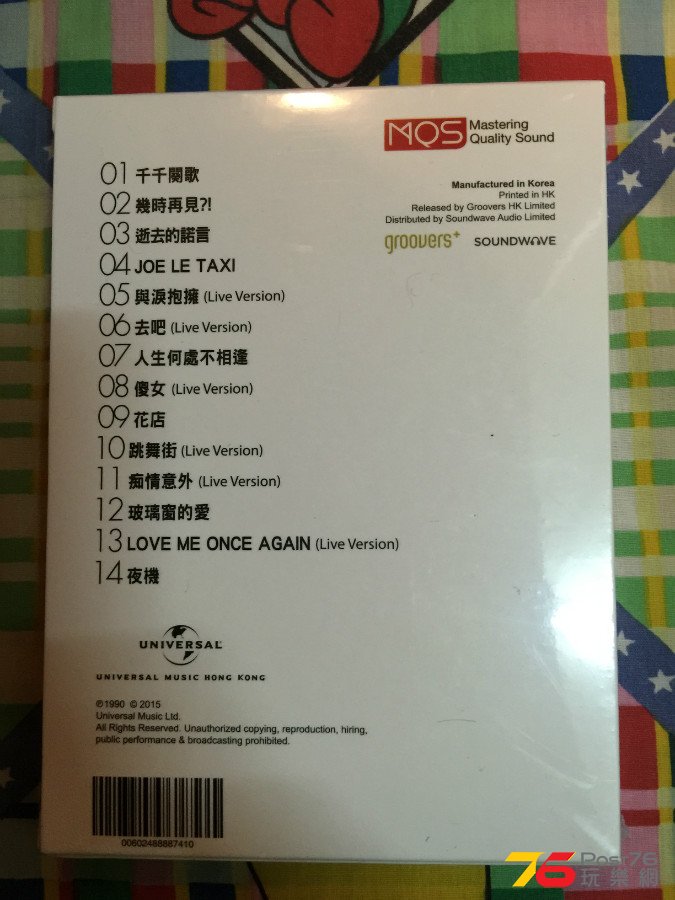 MQS Mastering
Quality Sound
Manufactured in Korea
Printed in HK
Released by Groovers HK Limited
Distributed by Soundwave Audio Limited
groovers+ SOUNDWAVE
01 千千闋歌
02 幾時再見?!
03 逝去的諾言
04 JOE LE TAXI
05 與淚抱擁 (Live Version)
06 去吧 (Live Version)
07 人生何處不相逢
08 傻女 (Live Version)
09 花店
10 跳舞街 (Live Version)
11 痴情意外 (Live Version)
12 玻璃窗的愛
13 LOVE ME ONCE AGAIN (Live Version)
14 夜機
UNIVERSAL
UNIVERSAL MUSIC HONG KONG
℗1990 © 2015
Universal Music Ltd.
All Rights Reserved. Unauthorized copying, reproduction, hiring,
public performance & broadcasting prohibited.
00602488887410
76 Post76
玩樂網